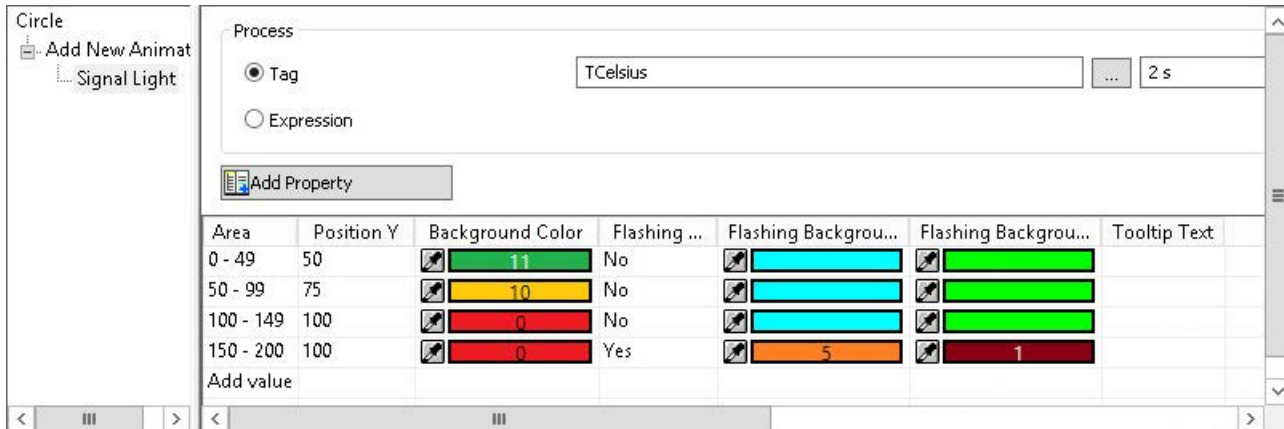 Circle
Add New Animat
Signal Light
Process
Tag TCelsius ... 2 s
Expression
Add Property
Area Position Y Background Color Flashing ... Flashing Backgrou... Flashing Backgrou... Tooltip Text
0 - 49 50 11 No
50 - 99 75 10 No
100 - 149 100 0 No
150 - 200 100 0 Yes 5 1
Add value